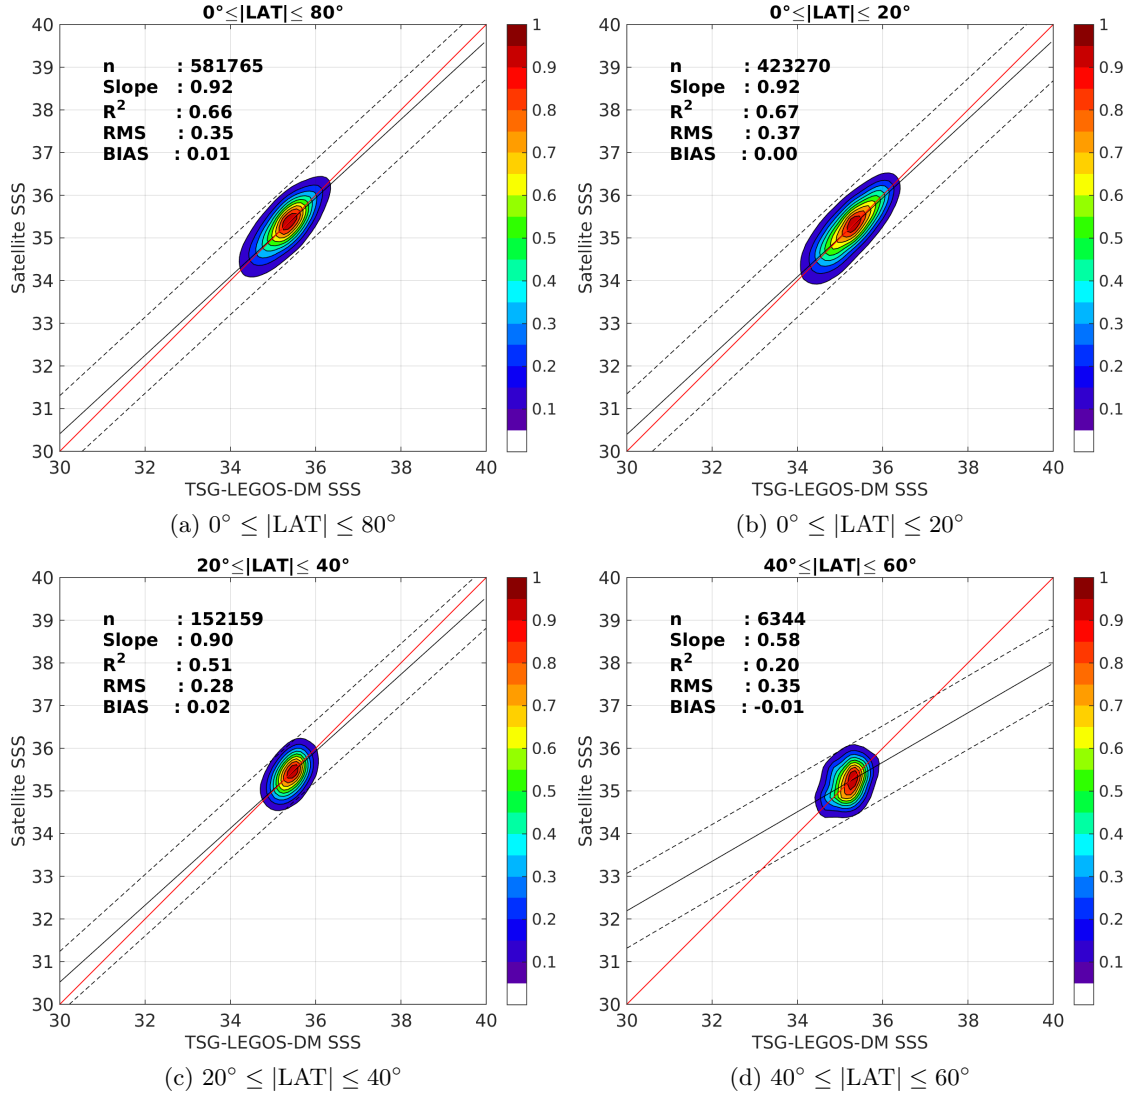 0°≤|LAT|≤ 80°
40
39
38
37
36
35
34
33
32
31
30
Satellite SSS
n : 581765
Slope : 0.92
R² : 0.66
RMS : 0.35
BIAS : 0.01
30 32 34 36 38 40
TSG-LEGOS-DM SSS
1
0.9
0.8
0.7
0.6
0.5
0.4
0.3
0.2
0.1
(a) 0° ≤ |LAT| ≤ 80°
0°≤|LAT|≤ 20°
40
39
38
37
36
35
34
33
32
31
30
Satellite SSS
n : 423270
Slope : 0.92
R² : 0.67
RMS : 0.37
BIAS : 0.00
30 32 34 36 38 40
TSG-LEGOS-DM SSS
1
0.9
0.8
0.7
0.6
0.5
0.4
0.3
0.2
0.1
(b) 0° ≤ |LAT| ≤ 20°
20°≤|LAT|≤ 40°
40
39
38
37
36
35
34
33
32
31
30
Satellite SSS
n : 152159
Slope : 0.90
R² : 0.51
RMS : 0.28
BIAS : 0.02
30 32 34 36 38 40
TSG-LEGOS-DM SSS
1
0.9
0.8
0.7
0.6
0.5
0.4
0.3
0.2
0.1
(c) 20° ≤ |LAT| ≤ 40°
40°≤|LAT|≤ 60°
40
39
38
37
36
35
34
33
32
31
30
Satellite SSS
n : 6344
Slope : 0.58
R² : 0.20
RMS : 0.35
BIAS : -0.01
30 32 34 36 38 40
TSG-LEGOS-DM SSS
1
0.9
0.8
0.7
0.6
0.5
0.4
0.3
0.2
0.1
(d) 40° ≤ |LAT| ≤ 60°